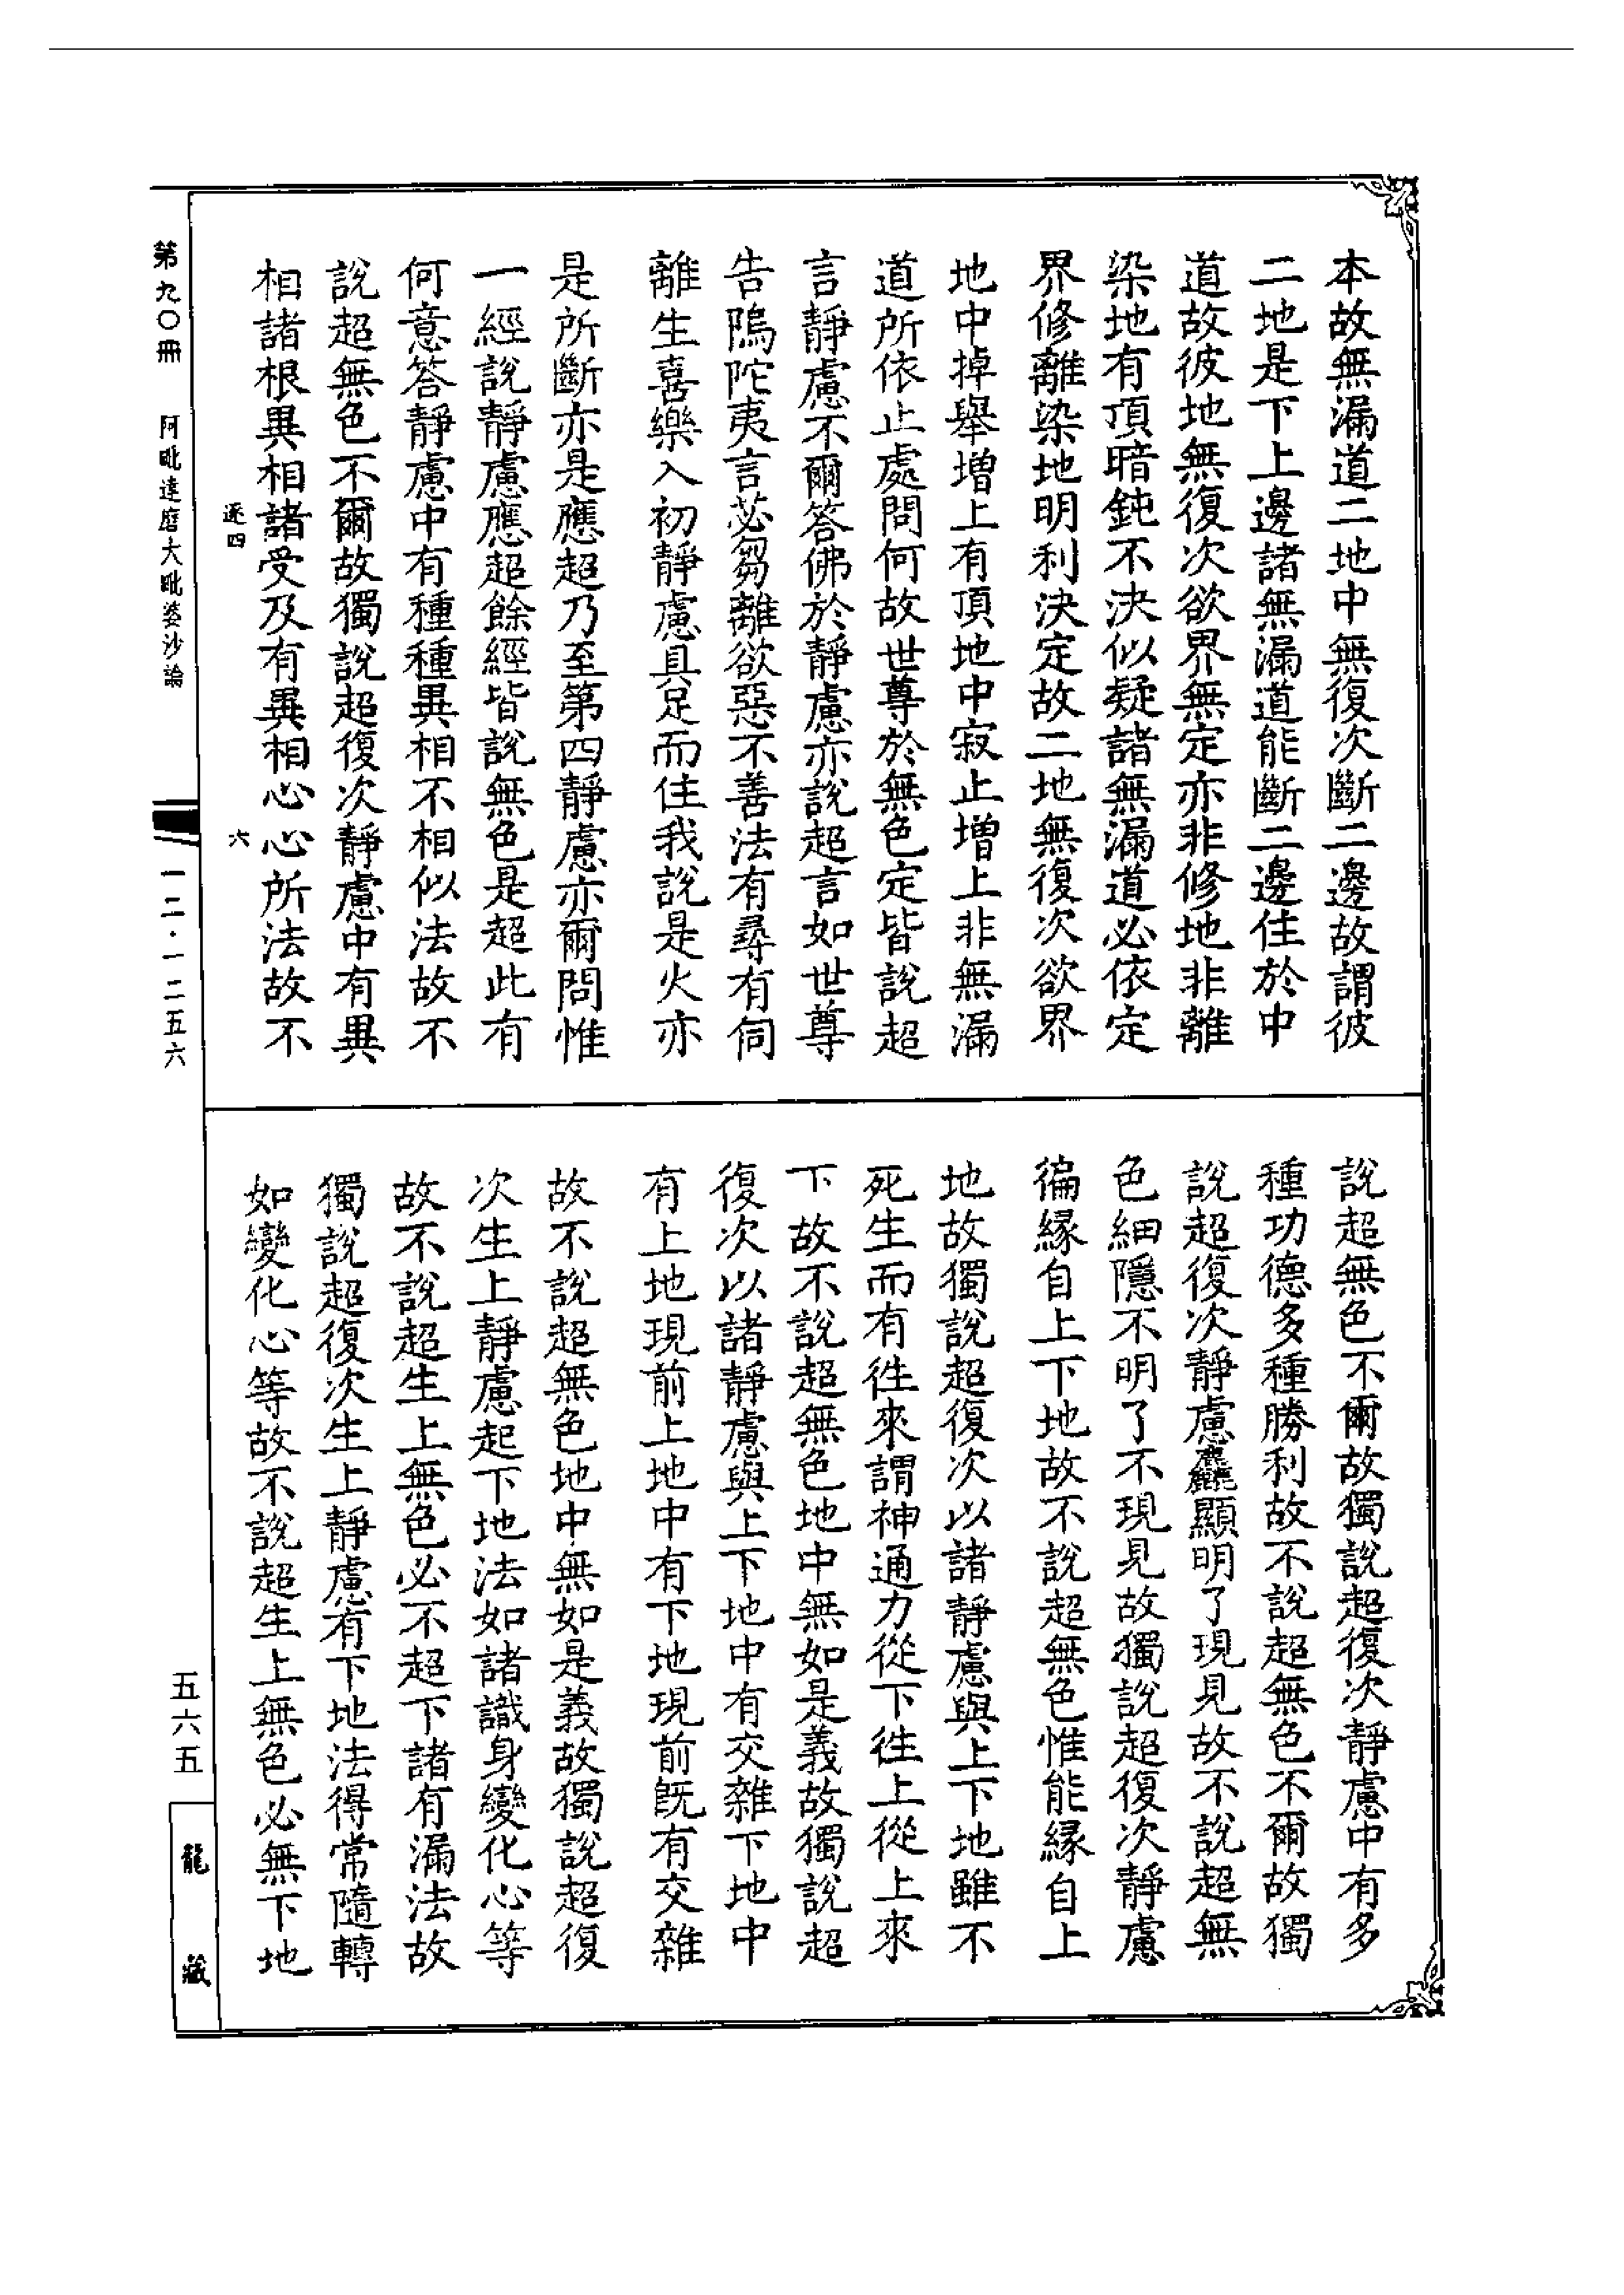 本故無漏道二地中無復次斷二邊故謂彼
二地是下上邊諸無漏道能斷二邊住於中
道故彼地無復次欲界無定亦非修地非離
染地有頂暗鈍不決似疑諸無漏道必依定
界修離染地明利決定故二地無復次欲界
地中掉舉增上有頂地中寂止增上非無漏
道所依止處問何故世尊於無色定皆說超
言靜慮不爾答佛於靜慮亦說超言如世尊
告隖陀夷言苾芻離欲惡不善法有尋有伺
離生喜樂入初靜慮具足而住我說是火亦
是所斷亦是應超乃至第四靜慮亦爾問惟
一經說靜慮應超餘經皆說無色是超此有
何意答靜慮中有種種異相不相似法故不
說超無色不爾故獨說超復次靜慮中有異
相諸根異相諸受及有異相心心所法故不
逐四 六
說超無色不爾故獨說超復次靜慮中有多
種功德多種勝利故不說超無色不爾故獨
說超復次靜慮麤顯明了現見故不說超無
色細隱不明了不現見故獨說超復次靜慮
徧緣自上下地故不說超無色惟能緣自上
地故獨說超復次以諸靜慮與上下地雖不
死生而有往來謂神通力從下往上從上來
下故不說超無色地中無如是義故獨說超
復次以諸靜慮與上下地中有交雜下地中
有上地現前上地中有下地現前既有交雜
故不說超無色地中無如是義故獨說超復
次生上靜慮起下地法如諸識身變化心等
故不說超生上無色必不超下諸有漏法故
獨說超復次生上靜慮有下地法得常隨轉
如變化心等故不說超生上無色必無下地
第九〇冊 阿毗達磨大毗婆沙論 一二·一二五六 五六五
龍藏